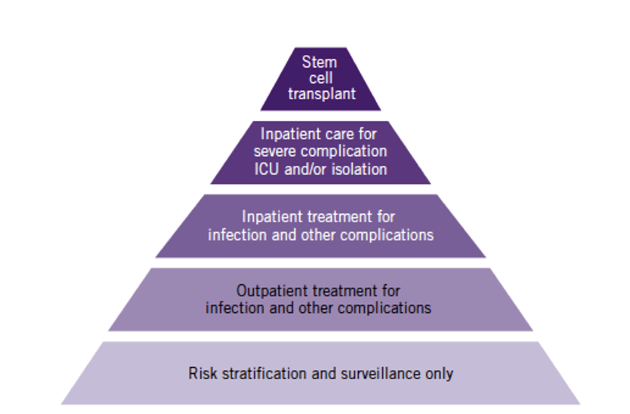 Stem
cell
transplant
Inpatient care for
severe complication
ICU and/or isolation
Inpatient treatment for
infection and other complications
Outpatient treatment for
infection and other complications
Risk stratification and surveillance only